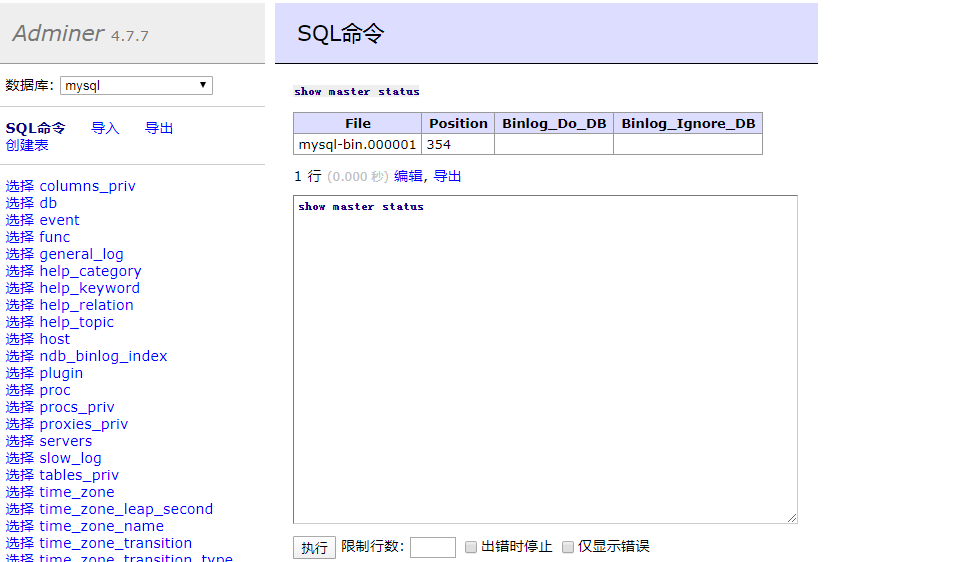 Adminer 4.7.7
数据库: mysql
SQL命令 导入 导出
创建表
选择 columns_priv
选择 db
选择 event
选择 func
选择 general_log
选择 help_category
选择 help_keyword
选择 help_relation
选择 help_topic
选择 host
选择 ndb_binlog_index
选择 plugin
选择 proc
选择 procs_priv
选择 proxies_priv
选择 servers
选择 slow_log
选择 tables_priv
选择 time_zone
选择 time_zone_leap_second
选择 time_zone_name
选择 time_zone_transition
选择 time_zone_transition_type
SQL命令
show master status
File Position Binlog_Do_DB Binlog_Ignore_DB
mysql-bin.000001 354
1 行 (0.000 秒) 编辑, 导出
show master status
执行 限制行数: 出错时停止 仅显示错误